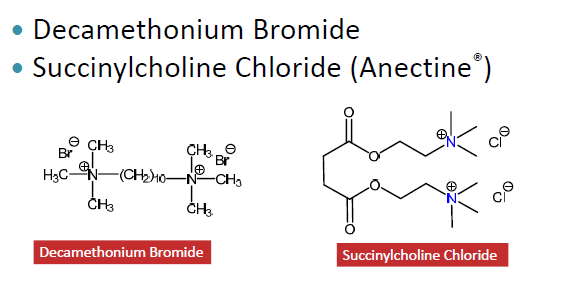 Decamethonium Bromide
Succinylcholine Chloride (Anectine®)
Br⊖ CH3 CH3 ⊖Br
H3C—N⊕—(CH2)10—N⊕—CH3
CH3 CH3
O
O N⊕ Cl⊖
O N⊕ Cl⊖
O
Decamethonium Bromide
Succinylcholine Chloride